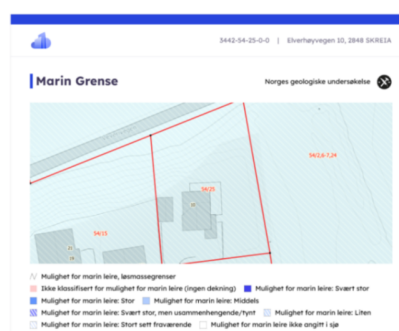 3442-54-25-0-0 | Elverhøyvegen 10, 2848 SKREIA
Marin Grense
Norges geologiske undersøkelse
54/2,6-7,24
54/25
54/15
Mulighet for marin leire, løsmassegrenser
Ikke klassifisert for mulighet for marin leire (ingen dekning) Mulighet for marin leire: Svært stor
Mulighet for marin leire: Stor Mulighet for marin leire: Middels
Mulighet for marin leire: Svært stor, men usammenhengende/tynt Mulighet for marin leire: Liten
Mulighet for marin leire: Stort sett fraværende Mulighet for marin leire ikke angitt i sjø